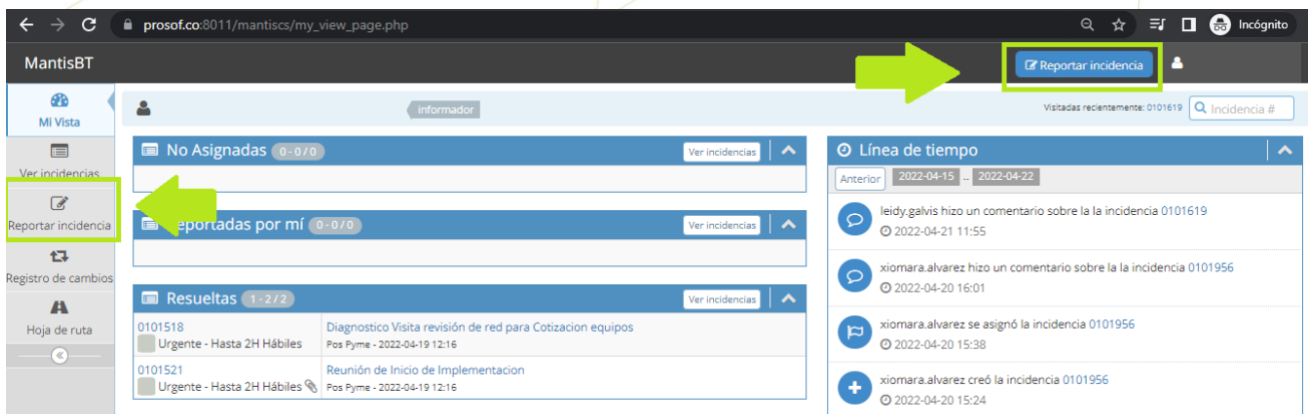 prosof.co:8011/mantiscs/my_view_page.php
Incógnito
MantisBT
Reportar incidencia
Mi Vista
informador
Visitadas recientemente: 0101619
Incidencia #
Ver incidencias
Reportar incidencia
Registro de cambios
Hoja de ruta
No Asignadas 0 - 0 / 0
Ver incidencias
Reportadas por mí 0 - 0 / 0
Ver incidencias
Resueltas 1 - 2 / 2
Ver incidencias
0101518 Diagnostico Visita revisión de red para Cotizacion equipos
Urgente - Hasta 2H Hábiles Pos Pyme - 2022-04-19 12:16
0101521 Reunión de Inicio de Implementacion
Urgente - Hasta 2H Hábiles Pos Pyme - 2022-04-19 12:16
Línea de tiempo
Anterior 2022-04-15 .. 2022-04-22
leidy.galvis hizo un comentario sobre la la incidencia 0101619
2022-04-21 11:55
xiomara.alvarez hizo un comentario sobre la la incidencia 0101956
2022-04-20 16:01
xiomara.alvarez se asignó la incidencia 0101956
2022-04-20 15:38
xiomara.alvarez creó la incidencia 0101956
2022-04-20 15:24